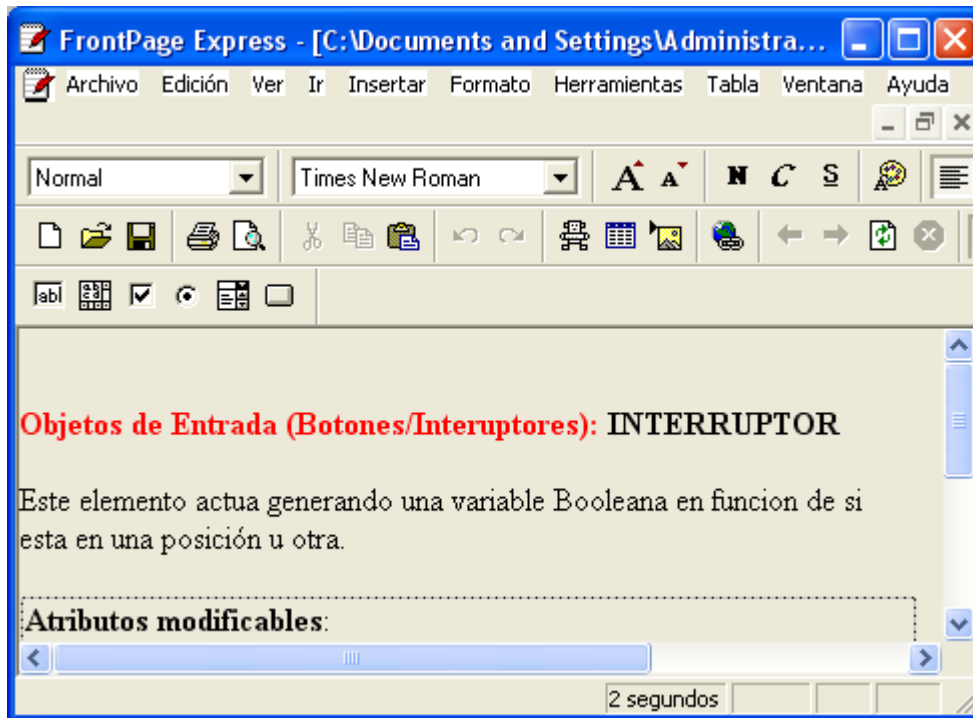 FrontPage Express - [C:\Documents and Settings\Administra...
Archivo Edición Ver Ir Insertar Formato Herramientas Tabla Ventana Ayuda
Normal Times New Roman A A N C S
abl
Objetos de Entrada (Botones/Interuptores): INTERRUPTOR
Este elemento actua generando una variable Booleana en funcion de si
esta en una posición u otra.
Atributos modificables:
2 segundos